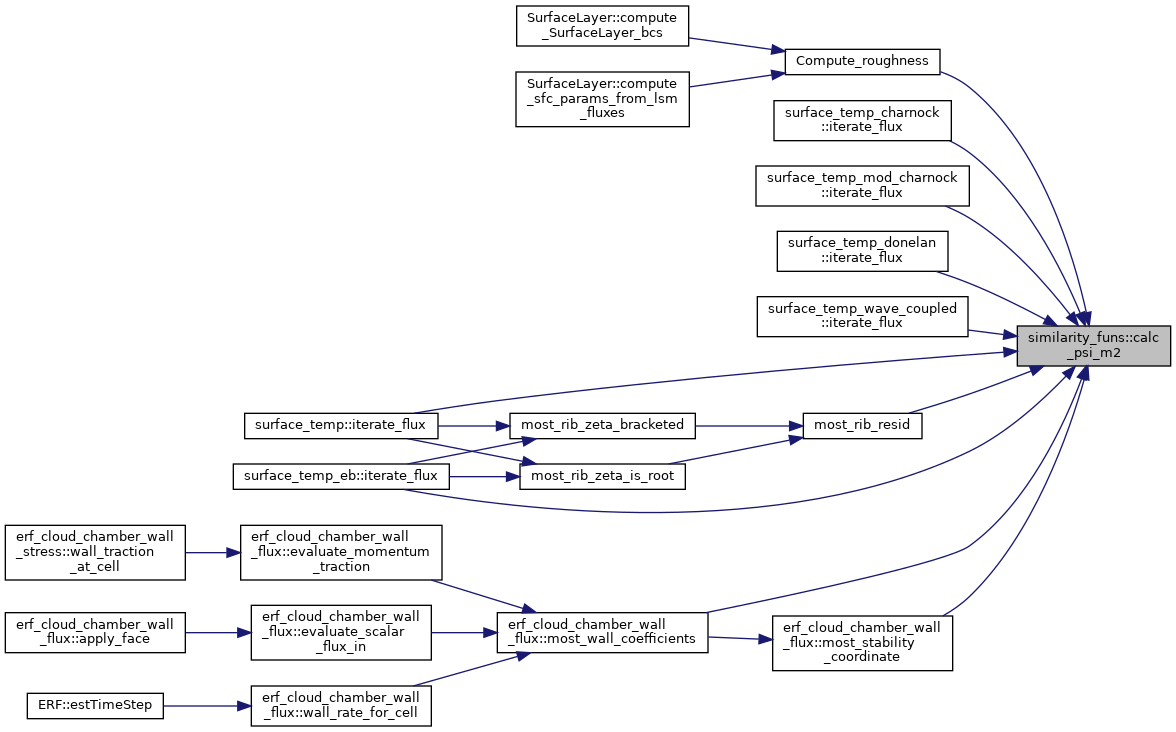 SurfaceLayer::compute
_SurfaceLayer_bcs
Compute_roughness
SurfaceLayer::compute
_sfc_params_from_lsm
_fluxes
surface_temp_charnock
::iterate_flux
surface_temp_mod_charnock
::iterate_flux
surface_temp_donelan
::iterate_flux
surface_temp_wave_coupled
::iterate_flux
similarity_funs::calc
_psi_m2
surface_temp::iterate_flux
most_rib_zeta_bracketed
most_rib_resid
surface_temp_eb::iterate_flux
most_rib_zeta_is_root
erf_cloud_chamber_wall
_stress::wall_traction
_at_cell
erf_cloud_chamber_wall
_flux::evaluate_momentum
_traction
erf_cloud_chamber_wall
_flux::apply_face
erf_cloud_chamber_wall
_flux::evaluate_scalar
_flux_in
erf_cloud_chamber_wall
_flux::most_wall_coefficients
erf_cloud_chamber_wall
_flux::most_stability
_coordinate
ERF::estTimeStep
erf_cloud_chamber_wall
_flux::wall_rate_for_cell